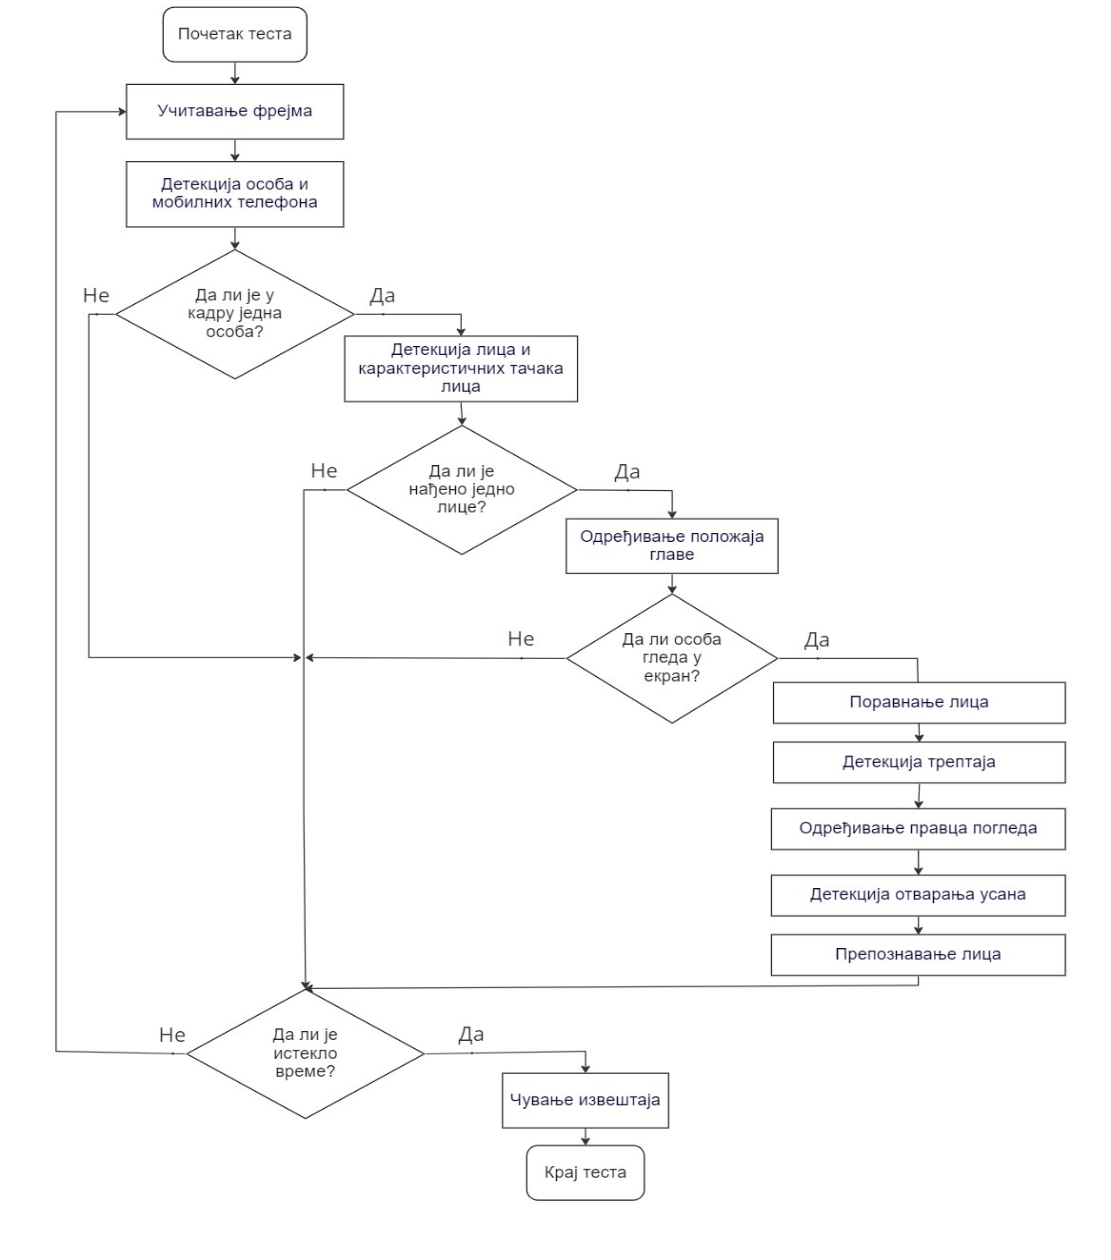 Почетак теста
Учитавање фрејма
Детекција особа и
мобилних телефона
Да ли је у
кадру једна
особа?
Не
Да
Детекција лица и
карактеристичних тачака
лица
Да ли је
нађено једно
лице?
Не
Да
Одређивање положаја
главе
Да ли особа
гледа у
екран?
Не
Да
Поравнање лица
Детекција трептаја
Одређивање правца погледа
Детекција отварања усана
Препознавање лица
Да ли је
истекло
време?
Не
Да
Чување извештаја
Крај теста